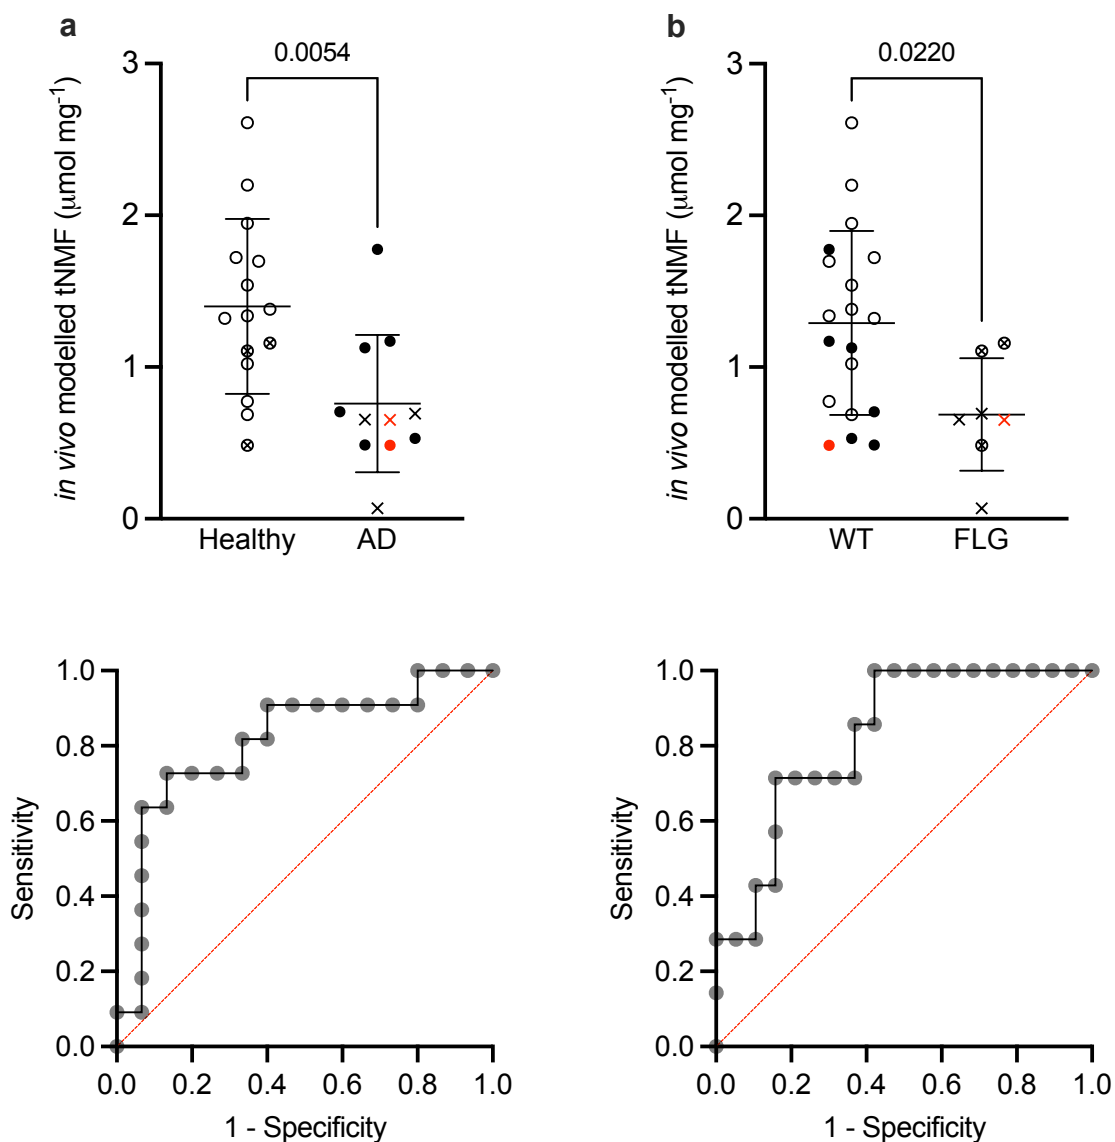 a
0.0054
in vivo modelled tNMF (μmol mg⁻¹)
3
2
1
0
Healthy
AD
b
0.0220
in vivo modelled tNMF (μmol mg⁻¹)
3
2
1
0
WT
FLG
Sensitivity
1.0
0.8
0.6
0.4
0.2
0.0
0.0 0.2 0.4 0.6 0.8 1.0
1 - Specificity
Sensitivity
1.0
0.8
0.6
0.4
0.2
0.0
0.0 0.2 0.4 0.6 0.8 1.0
1 - Specificity